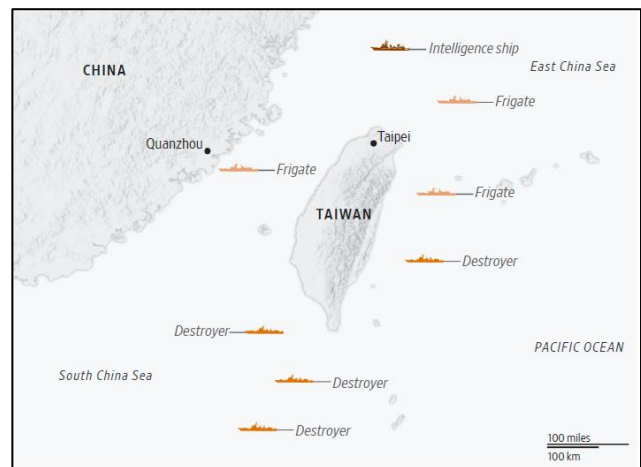 Intelligence ship
CHINA
East China Sea
Frigate
Taipei
Quanzhou
Frigate
Frigate
TAIWAN
Destroyer
Destroyer
PACIFIC OCEAN
South China Sea
Destroyer
Destroyer
100 miles
100 km